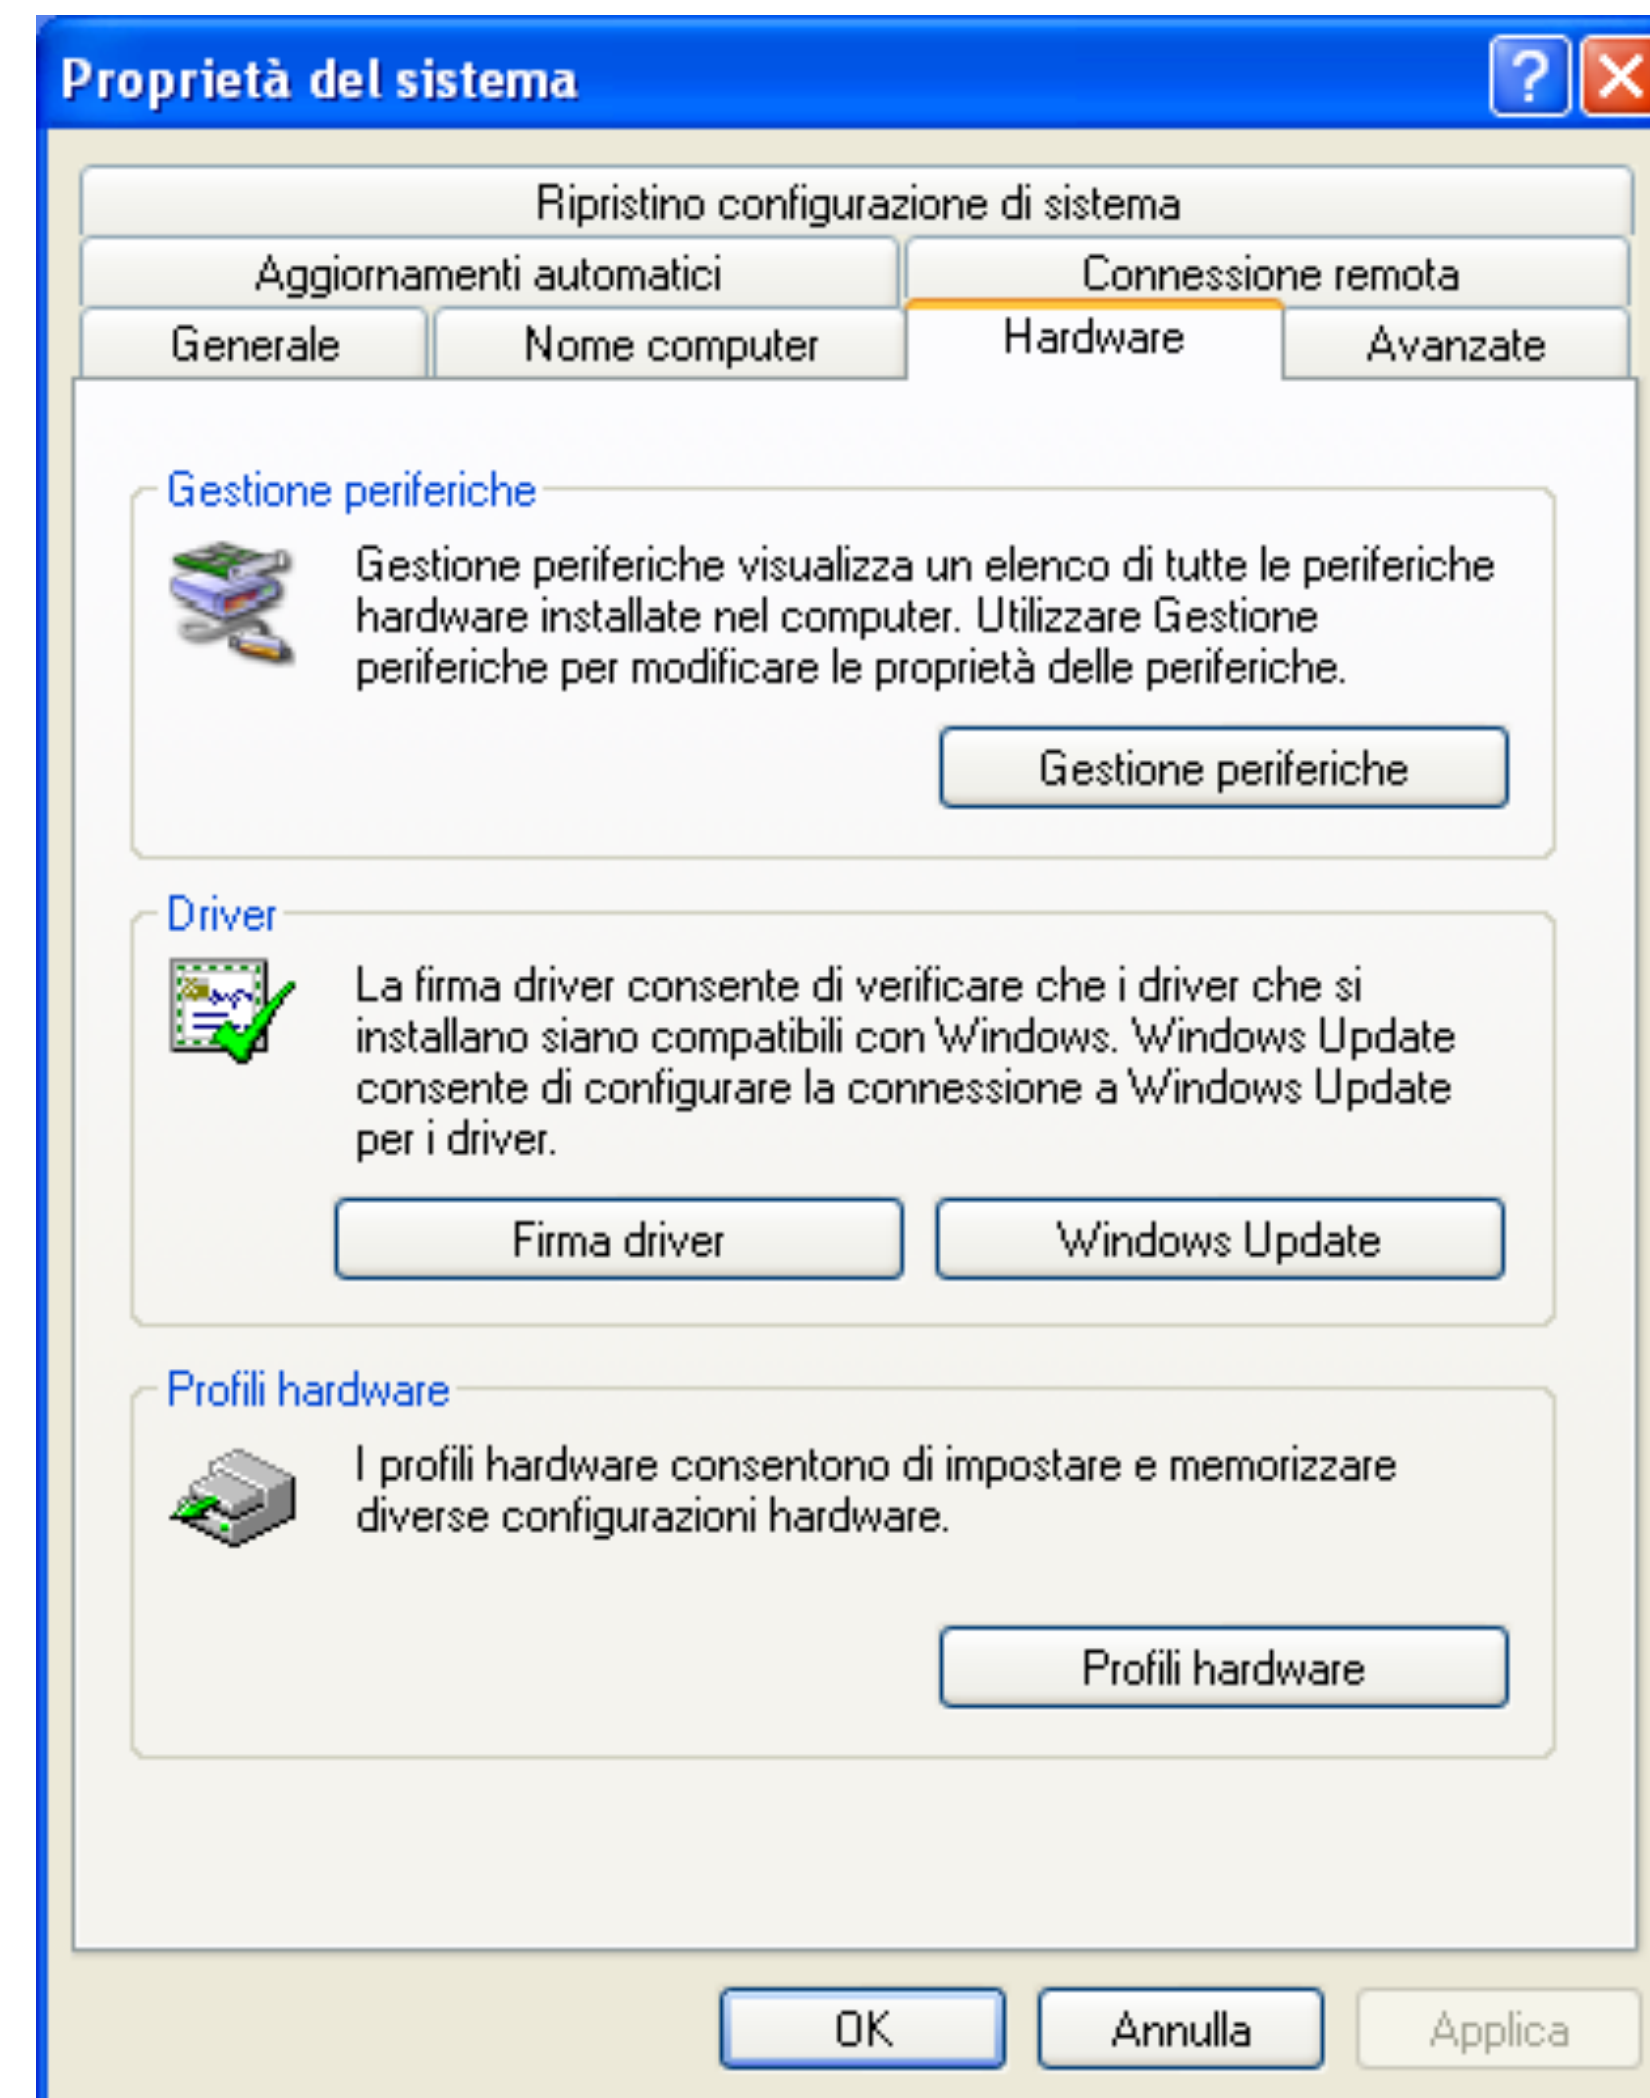 Proprietà del sistema
Ripristino configurazione di sistema
Aggiornamenti automatici
Connessione remota
Generale
Nome computer
Hardware
Avanzate
Gestione periferiche
Gestione periferiche visualizza un elenco di tutte le periferiche
hardware installate nel computer. Utilizzare Gestione
periferiche per modificare le proprietà delle periferiche.
Gestione periferiche
Driver
La firma driver consente di verificare che i driver che si
installano siano compatibili con Windows. Windows Update
consente di configurare la connessione a Windows Update
per i driver.
Firma driver
Windows Update
Profili hardware
I profili hardware consentono di impostare e memorizzare
diverse configurazioni hardware.
Profili hardware
OK
Annulla
Applica